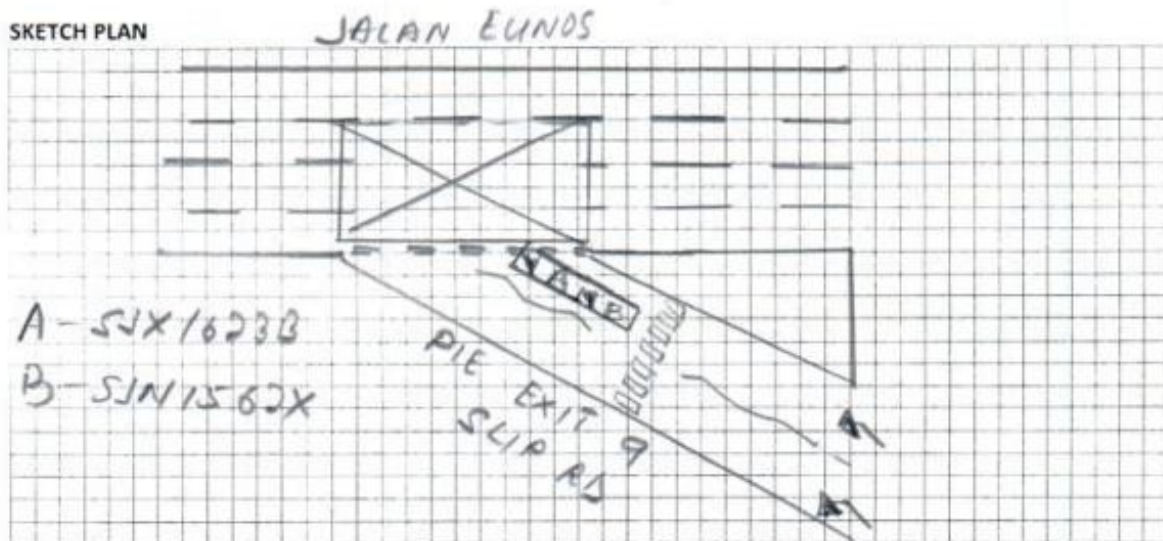 SKETCH PLAN
JALAN EUNOS
A - SJX1623B
B - SJN1562X
A
B
PIE EXIT 9
SLIP RD